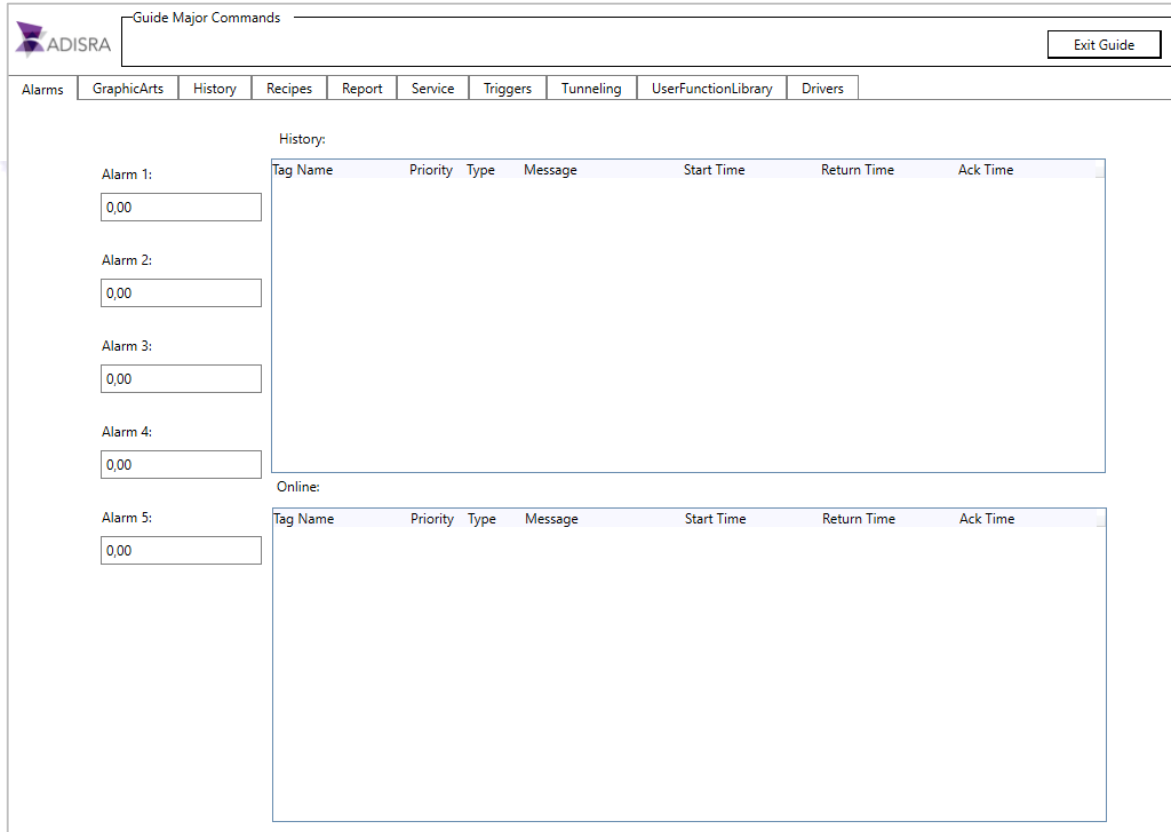 Guide Major Commands
ADISRA
Exit Guide
Alarms GraphicArts History Recipes Report Service Triggers Tunneling UserFunctionLibrary Drivers
History:
Tag Name Priority Type Message Start Time Return Time Ack Time
Alarm 1:
0,00
Alarm 2:
0,00
Alarm 3:
0,00
Alarm 4:
0,00
Online:
Tag Name Priority Type Message Start Time Return Time Ack Time
Alarm 5:
0,00